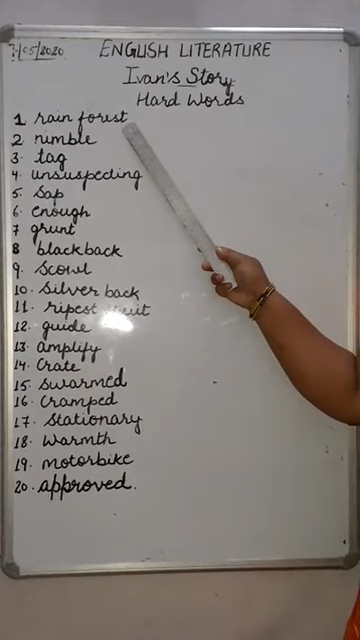 /05/2020
ENGLISH LITERATURE
Ivan's Story
Hard Words
1 rain forest
2. nimble
3. tag
4. unsuspecting
5. Sap
6. enough
7 grunt
8 blackback
9. Scowl
10. Silver back
11. ripest fruit
12. guide
13. amplify
14. Crate
15. Swarmed
16. Cramped
17. Stationary
18. Warmth
19. motorbike
20. approved.